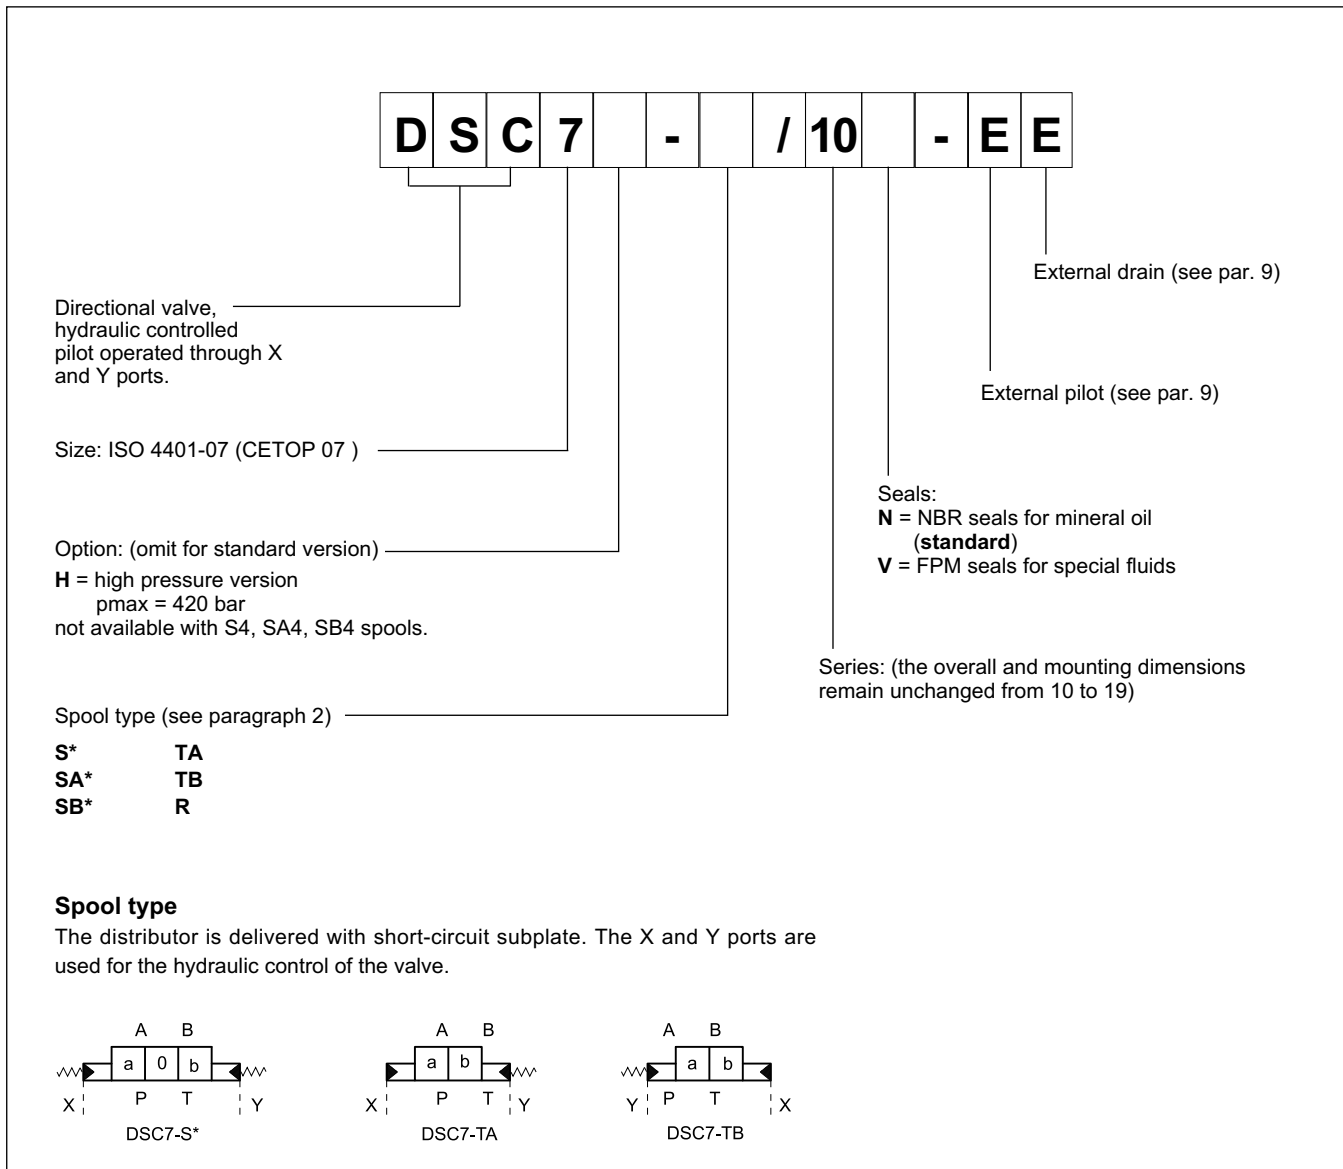 D S C 7 - / 10 - E E
External drain (see par. 9)
Directional valve,
hydraulic controlled
pilot operated through X
and Y ports.
External pilot (see par. 9)
Size: ISO 4401-07 (CETOP 07 )
Seals:
N = NBR seals for mineral oil
(standard)
V = FPM seals for special fluids
Option: (omit for standard version)
H = high pressure version
pmax = 420 bar
not available with S4, SA4, SB4 spools.
Series: (the overall and mounting dimensions
remain unchanged from 10 to 19)
Spool type (see paragraph 2)
S* TA
SA* TB
SB* R
Spool type
The distributor is delivered with short-circuit subplate. The X and Y ports are
used for the hydraulic control of the valve.
A B
a 0 b
X P T Y
DSC7-S*
A B
a b
X P T Y
DSC7-TA
A B
a b
Y P T X
DSC7-TB